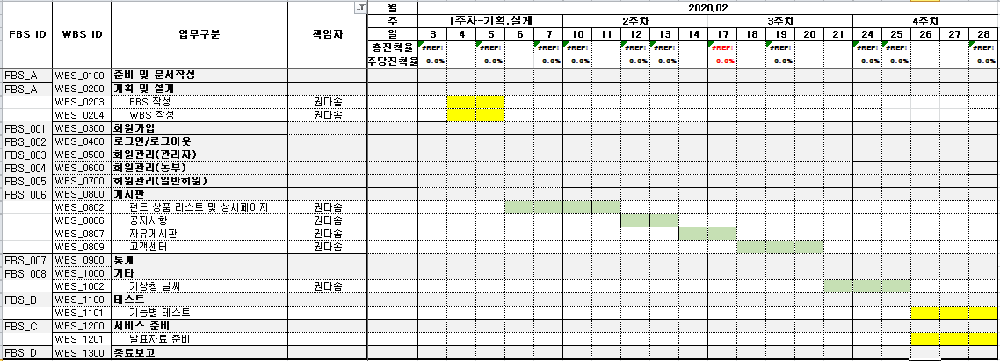 월 2020.02
주 1주차-기획,설계 2주차 3주차 4주차
FBS ID WBS ID 업무구분 책임자 일 3 4 5 6 7 10 11 12 13 14 17 18 19 20 21 24 25 26 27 28
총진척율 #REF! #REF! #REF! #REF! #REF! #REF! #REF! #REF! #REF! #REF! #REF!
주당진척율 0.0% 0.0% 0.0% 0.0% 0.0% 0.0% 0.0% 0.0% 0.0% 0.0% 0.0%
FBS_A WBS_0100 준비 및 문서작성
FBS_A WBS_0200 계획 및 설계
WBS_0203 FBS 작성 권다솜
WBS_0204 WBS 작성 권다솜
FBS_001 WBS_0300 회원가입
FBS_002 WBS_0400 로그인/로그아웃
FBS_003 WBS_0500 회원관리(관리자)
FBS_004 WBS_0600 회원관리(농부)
FBS_005 WBS_0700 회원관리(일반회원)
FBS_006 WBS_0800 게시판
WBS_0802 펀드 상품 리스트 및 상세페이지 권다솜
WBS_0806 공지사항 권다솜
WBS_0807 자유게시판 권다솜
WBS_0809 고객센터 권다솜
FBS_007 WBS_0900 통계
FBS_008 WBS_1000 기타
WBS_1002 기상청 날씨 권다솜
FBS_B WBS_1100 테스트
WBS_1101 기능별 테스트
FBS_C WBS_1200 서비스 준비
WBS_1201 발표자료 준비
FBS_D WBS_1300 종료보고